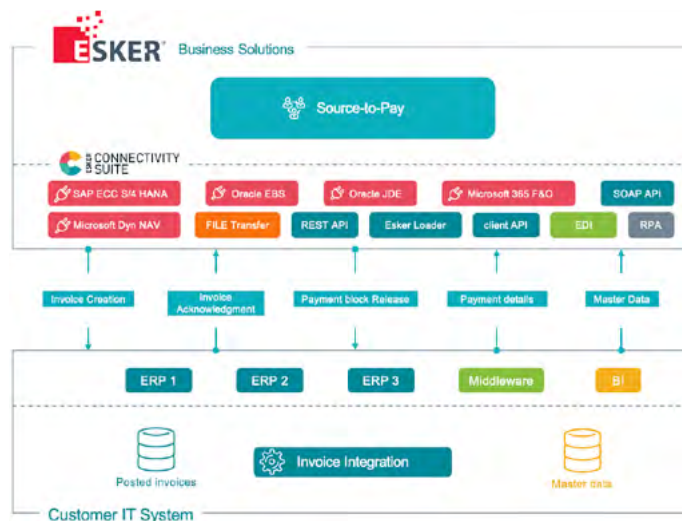 ESKER Business Solutions
Source-to-Pay
ESKER CONNECTIVITY SUITE
SAP ECC S/4 HANA
Oracle EBS
Oracle JDE
Microsoft 365 F&O
SOAP API
Microsoft Dyn NAV
FILE Transfer
REST API
Esker Loader
client API
EDI
RPA
Invoice Creation
Invoice
Acknowledgment
Payment block Release
Payment details
Master Data
ERP 1
ERP 2
ERP 3
Middleware
BI
Posted invoices
Invoice Integration
Master data
Customer IT System